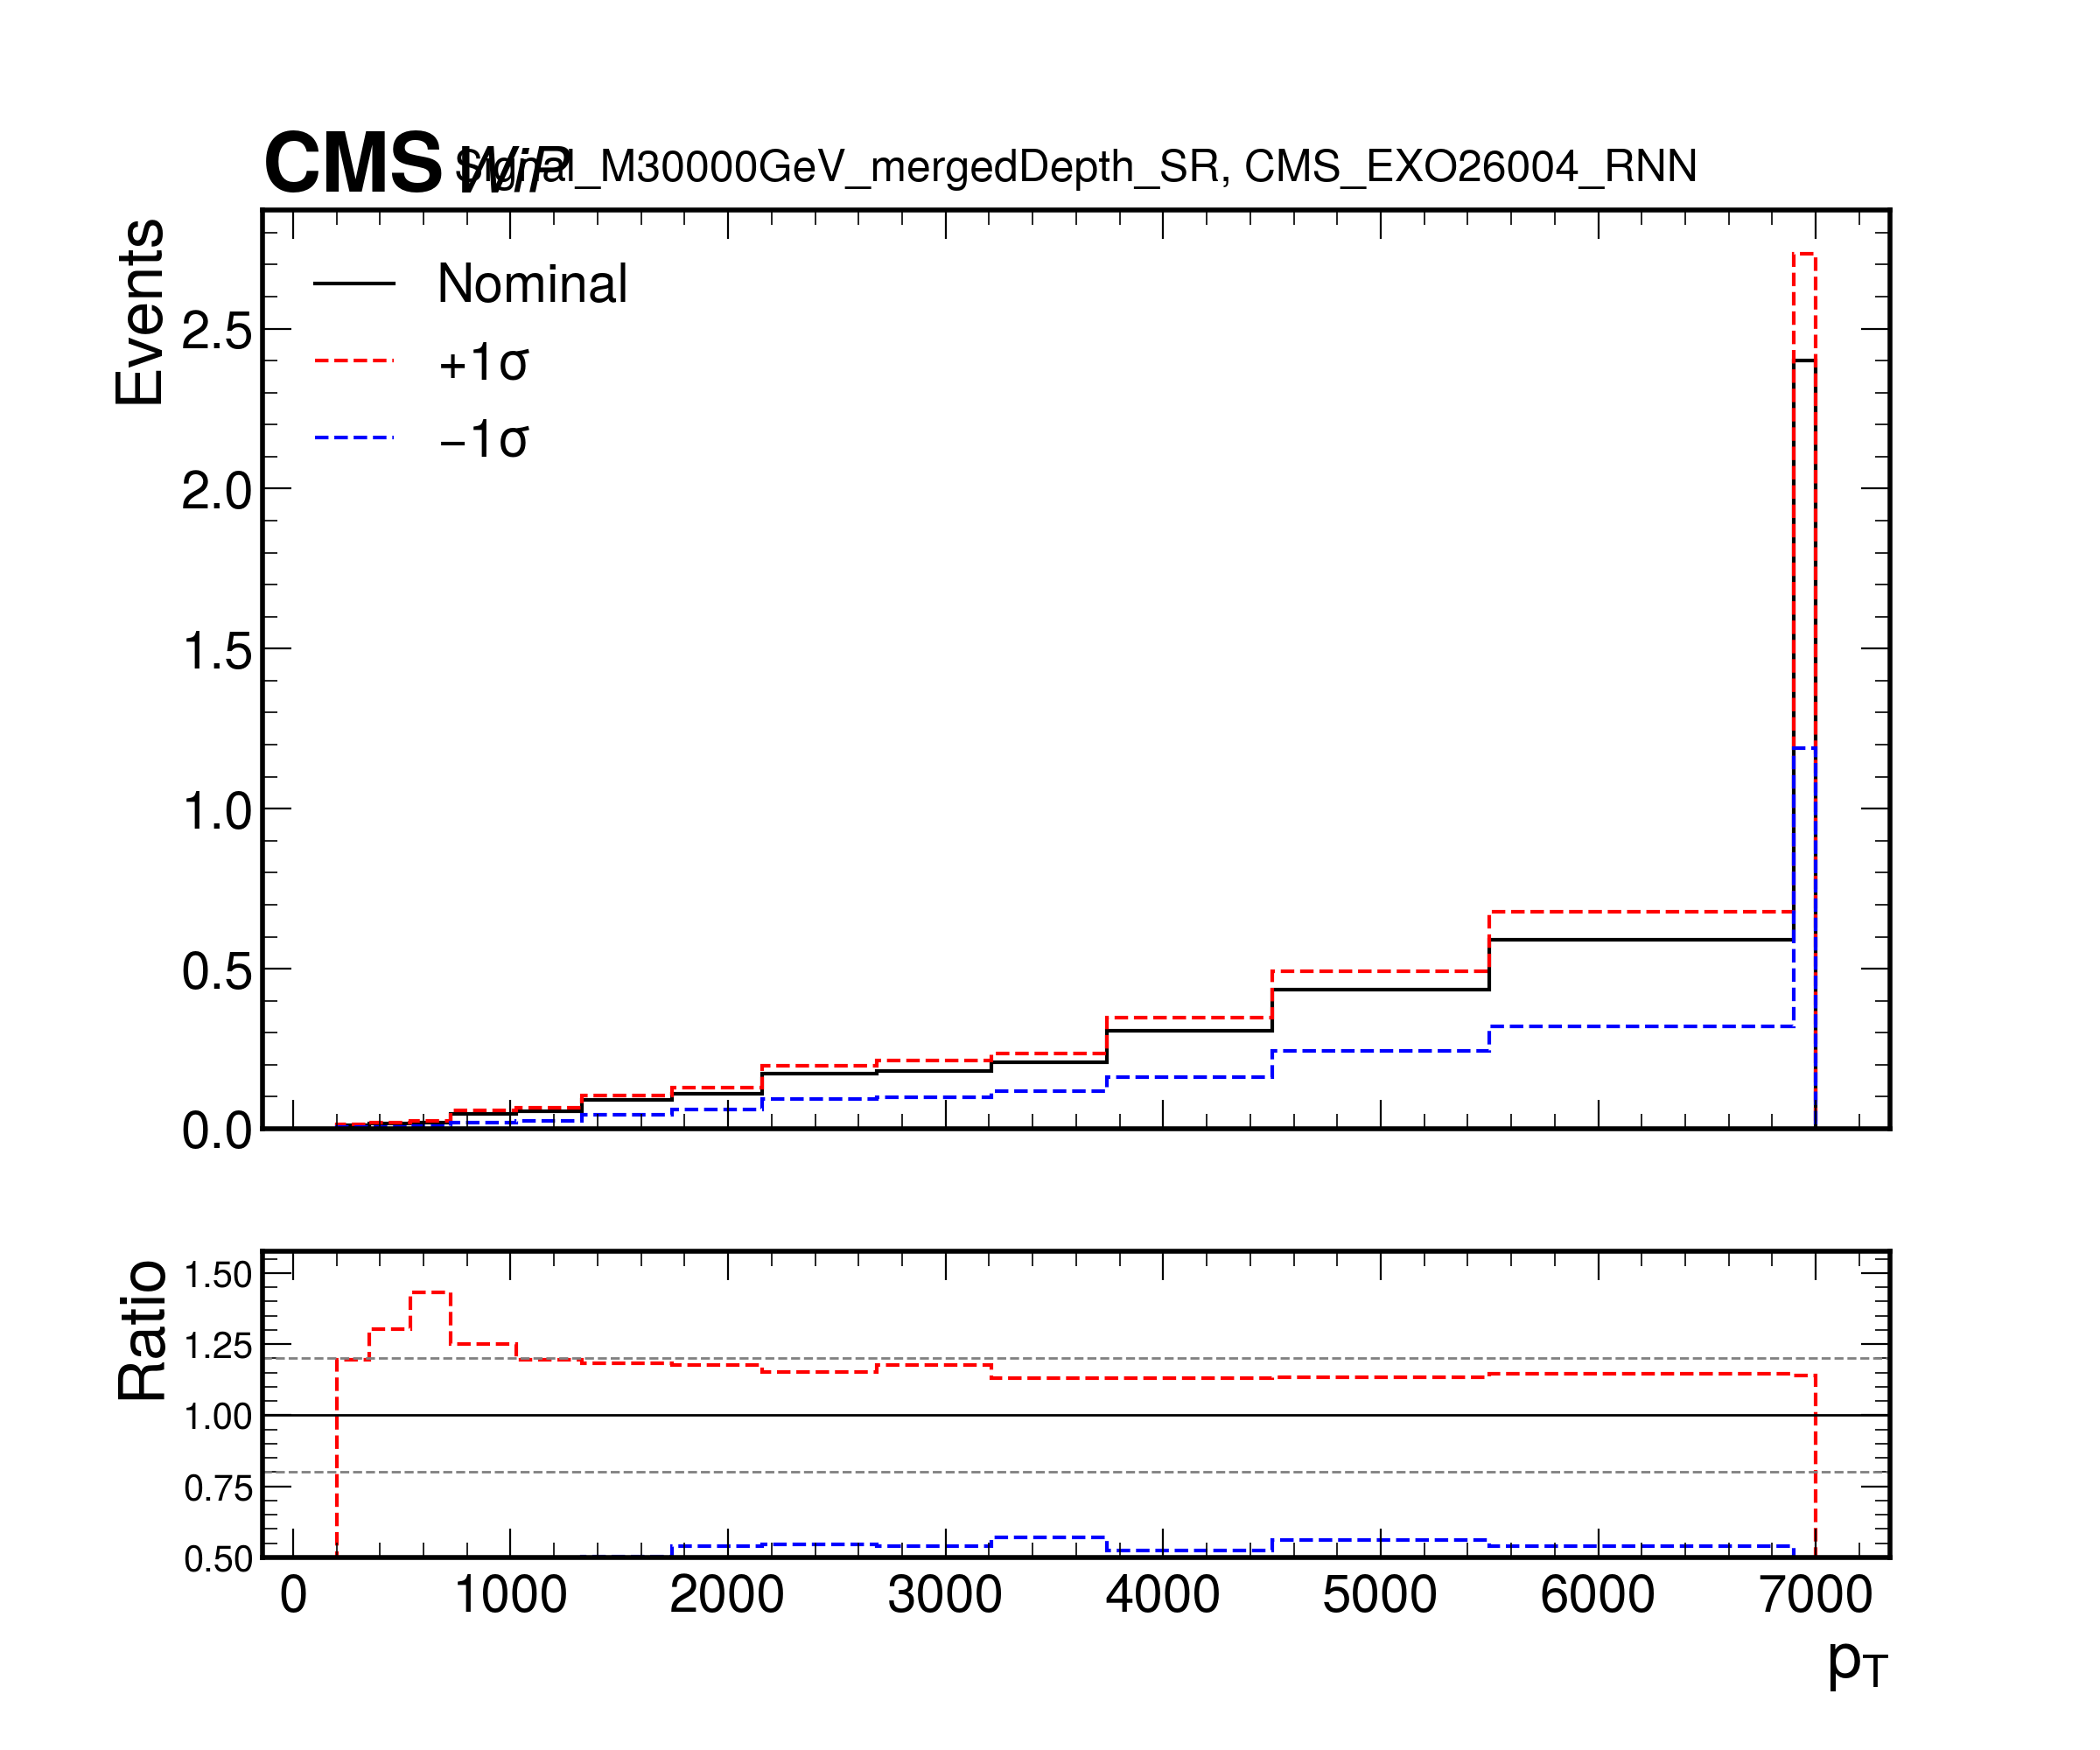 CMS WiP Signal_M30000GeV_mergedDepth_SR, CMS_EXO26004_RNN
Events
Nominal
+1σ
−1σ
2.5
2.0
1.5
1.0
0.5
0.0
Ratio
1.50
1.25
1.00
0.75
0.50
0 1000 2000 3000 4000 5000 6000 7000
pT